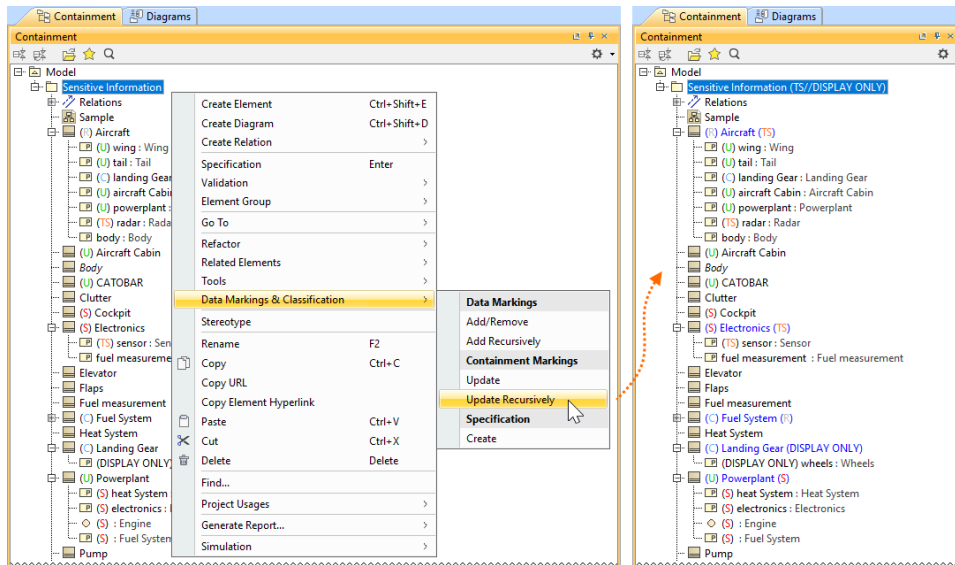 Containment Diagrams
Containment
Model
Sensitive Information
Relations
Sample
(R) Aircraft
(U) wing : Wing
(U) tail : Tail
(C) landing Gear
(U) aircraft Cabi
(U) powerplant :
(TS) radar : Rada
body : Body
(U) Aircraft Cabin
Body
(U) CATOBAR
Clutter
(S) Cockpit
(S) Electronics
(TS) sensor : Sen
fuel measureme
Elevator
Flaps
Fuel measurement
(C) Fuel System
Heat System
(C) Landing Gear
(DISPLAY ONLY)
(U) Powerplant
(S) heat System :
(S) electronics :
(S) : Engine
(S) : Fuel System
Pump
Create Element Ctrl+Shift+E
Create Diagram Ctrl+Shift+D
Create Relation
Specification Enter
Validation
Element Group
Go To
Refactor
Related Elements
Tools
Data Markings & Classification
Stereotype
Rename F2
Copy Ctrl+C
Copy URL
Copy Element Hyperlink
Paste Ctrl+V
Cut Ctrl+X
Delete Delete
Find...
Project Usages
Generate Report...
Simulation
Data Markings
Add/Remove
Add Recursively
Containment Markings
Update
Update Recursively
Specification
Create
Containment Diagrams
Containment
Model
Sensitive Information (TS//DISPLAY ONLY)
Relations
Sample
(R) Aircraft (TS)
(U) wing : Wing
(U) tail : Tail
(C) landing Gear : Landing Gear
(U) aircraft Cabin : Aircraft Cabin
(U) powerplant : Powerplant
(TS) radar : Radar
body : Body
(U) Aircraft Cabin
Body
(U) CATOBAR
Clutter
(S) Cockpit
(S) Electronics (TS)
(TS) sensor : Sensor
fuel measurement : Fuel measurement
Elevator
Flaps
Fuel measurement
(C) Fuel System (R)
Heat System
(C) Landing Gear (DISPLAY ONLY)
(DISPLAY ONLY) wheels : Wheels
(U) Powerplant (S)
(S) heat System : Heat System
(S) electronics : Electronics
(S) : Engine
(S) : Fuel System
Pump